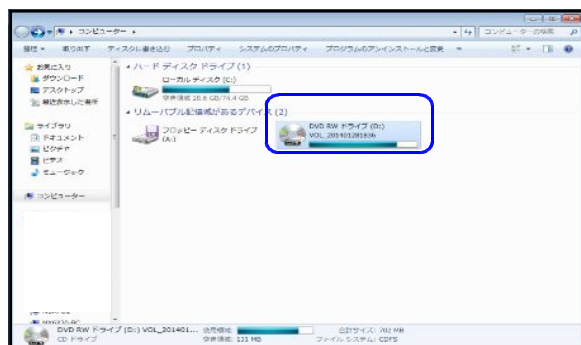 コンピューター
コンピューターの検索
整理
取り出す
ディスクに書き込む
プロパティ
システムのプロパティ
プログラムのアンインストールと変更
お気に入り
ダウンロード
デスクトップ
最近表示した場所
ライブラリ
ドキュメント
ピクチャ
ビデオ
ミュージック
コンピューター
ハード ディスク ドライブ (1)
ローカル ディスク (C:)
空き領域 20.8 GB/74.4 GB
リムーバブル記憶域があるデバイス (2)
フロッピー ディスク ドライブ
(A:)
DVD RW ドライブ (D:)
VOL_201401281836
DVD RW ドライブ (D:) VOL_201401...
使用領域:
合計サイズ: 702 MB
CD ドライブ
空き領域: 131 MB
ファイル システム: CDFS